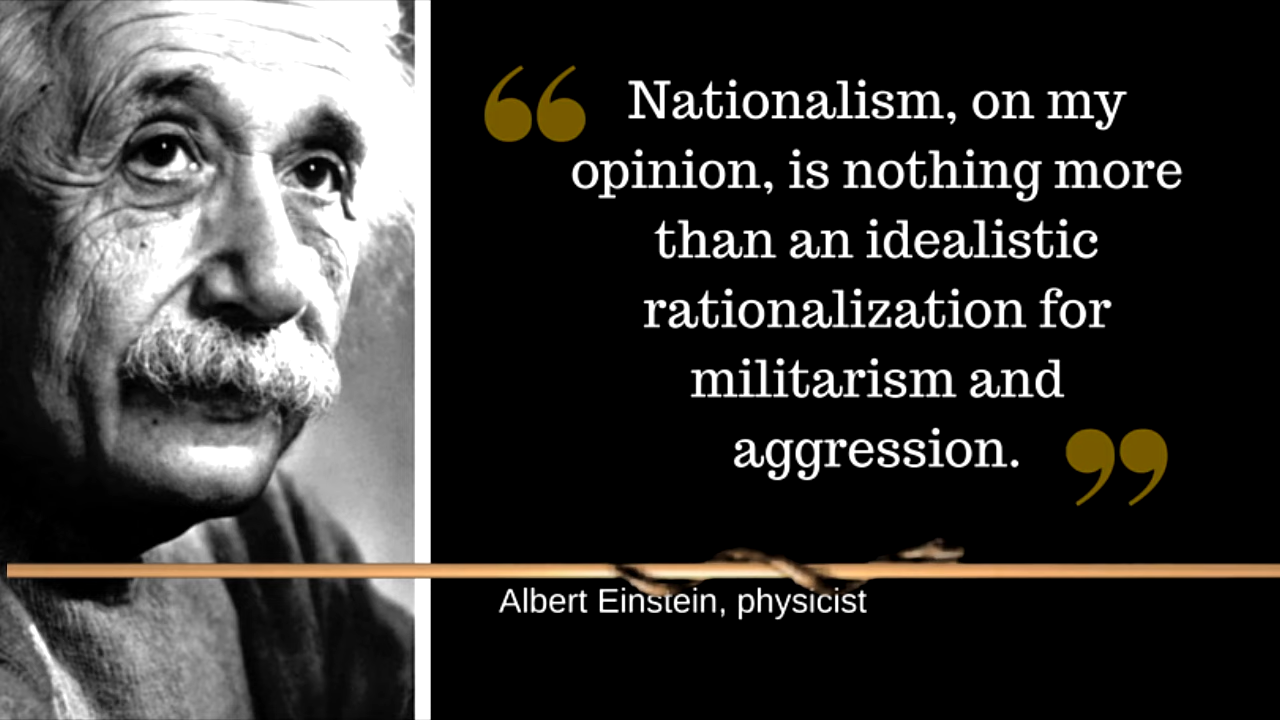 “ Nationalism, on my
opinion, is nothing more
than an idealistic
rationalization for
militarism and
aggression. ”
Albert Einstein, physicist